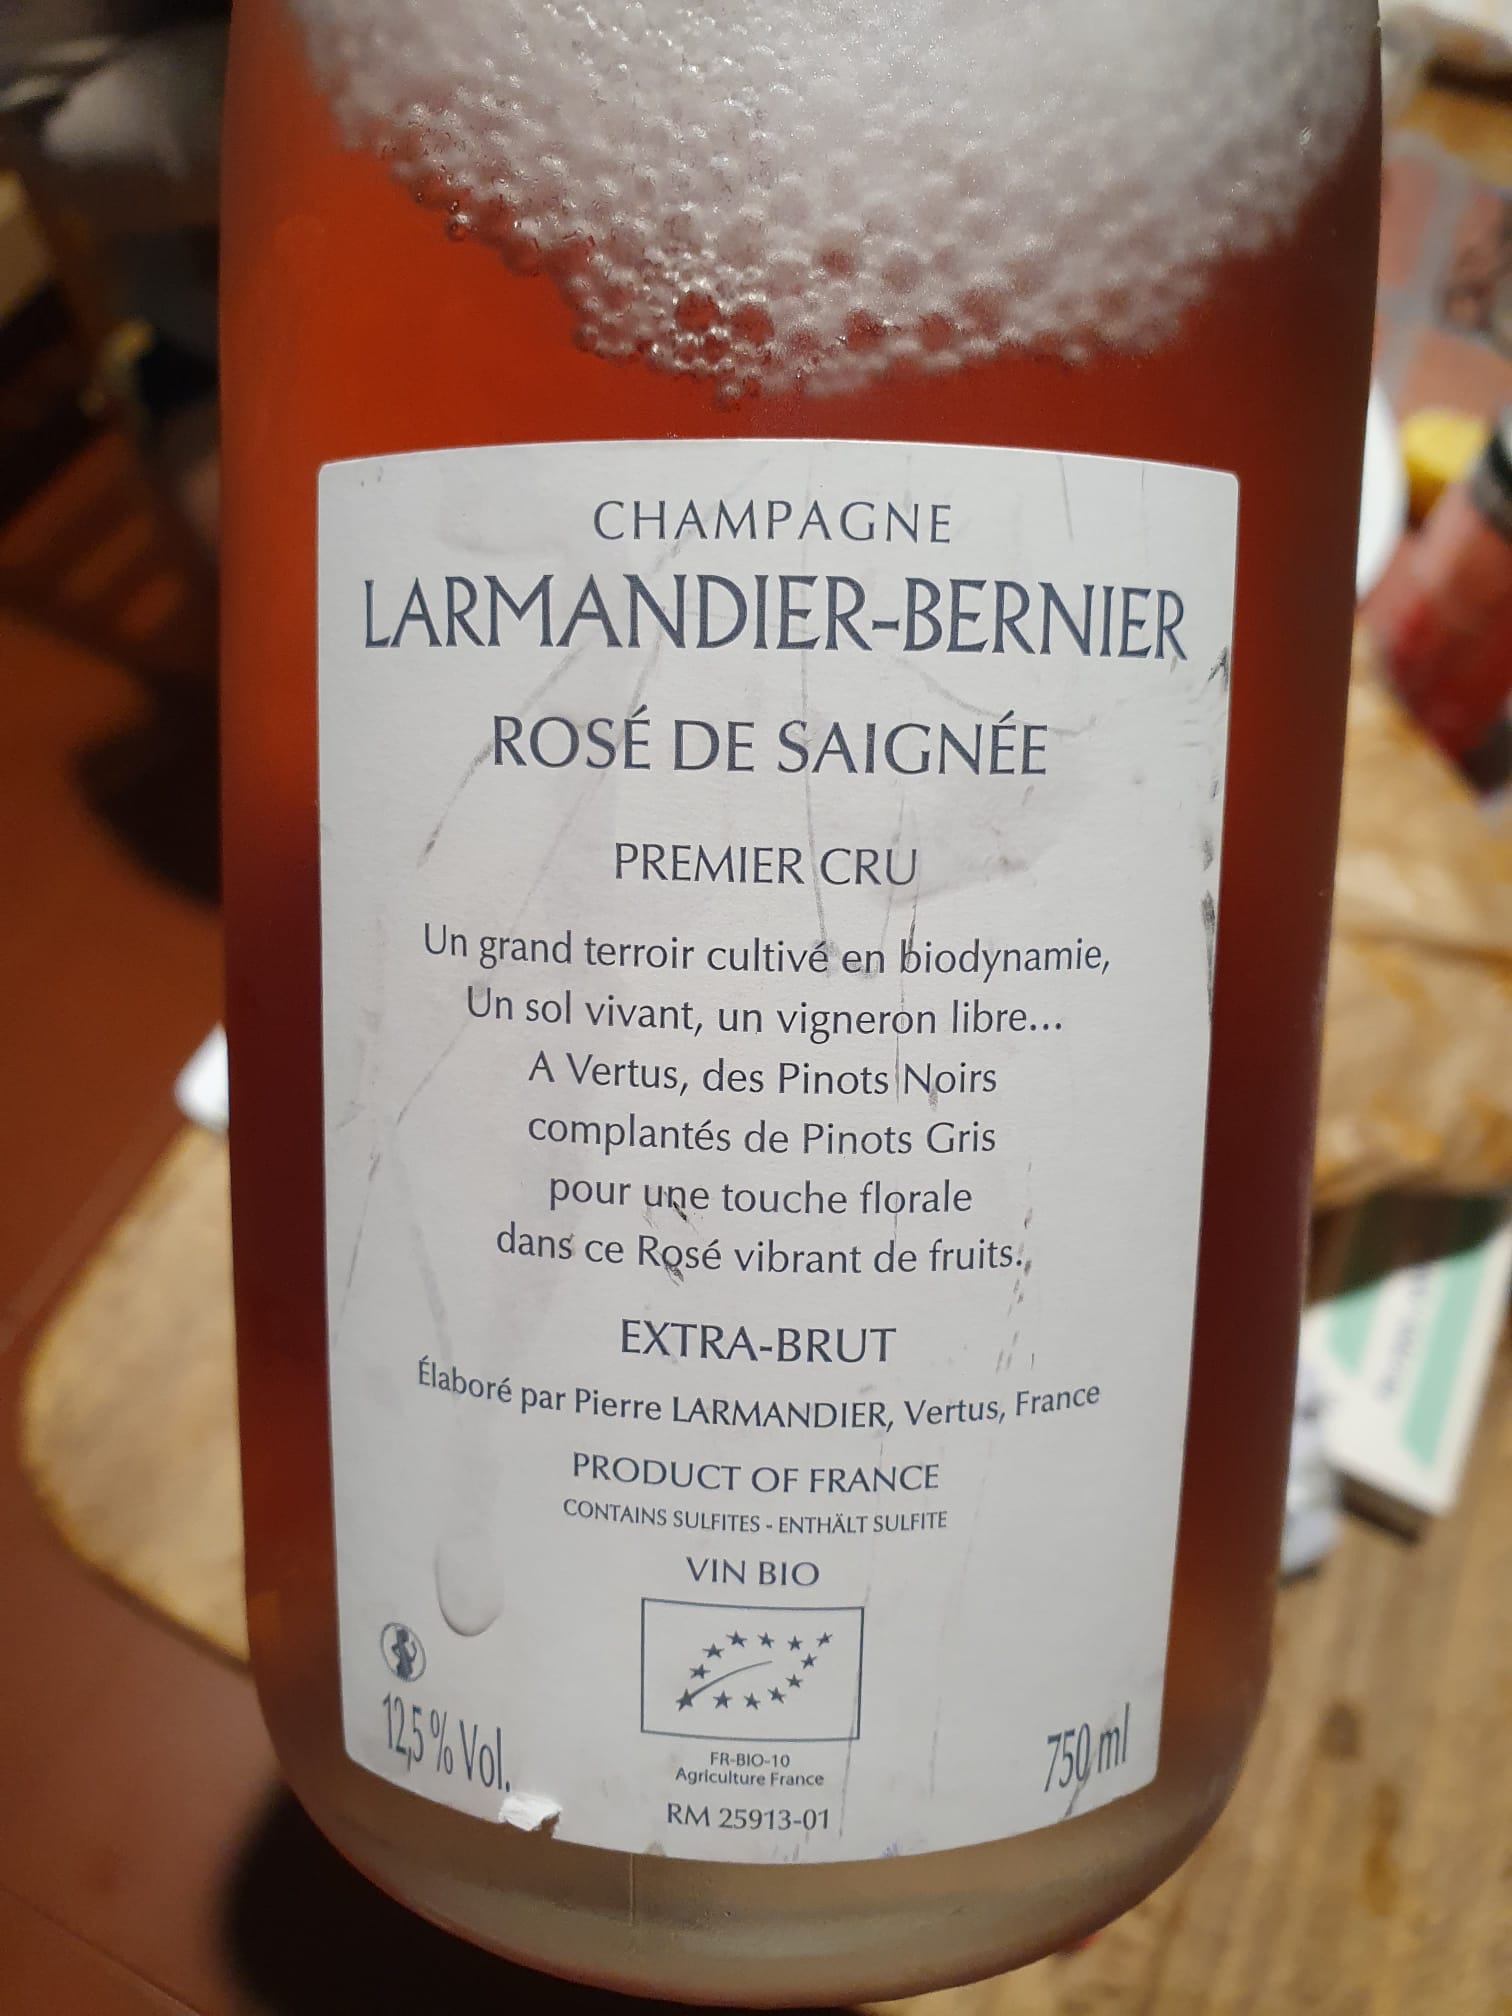 CHAMPAGNE
LARMANDIER-BERNIER
ROSÉ DE SAIGNÉE
PREMIER CRU
Un grand terroir cultivé en biodynamie,
Un sol vivant, un vigneron libre...
A Vertus, des Pinots Noirs
complantés de Pinots Gris
pour une touche florale
dans ce Rosé vibrant de fruits.
EXTRA-BRUT
Élaboré par Pierre LARMANDIER, Vertus, France
PRODUCT OF FRANCE
CONTAINS SULFITES - ENTHÄLT SULFITE
VIN BIO
12,5% Vol.
750 ml
FR-BIO-10
Agriculture France
RM 25913-01